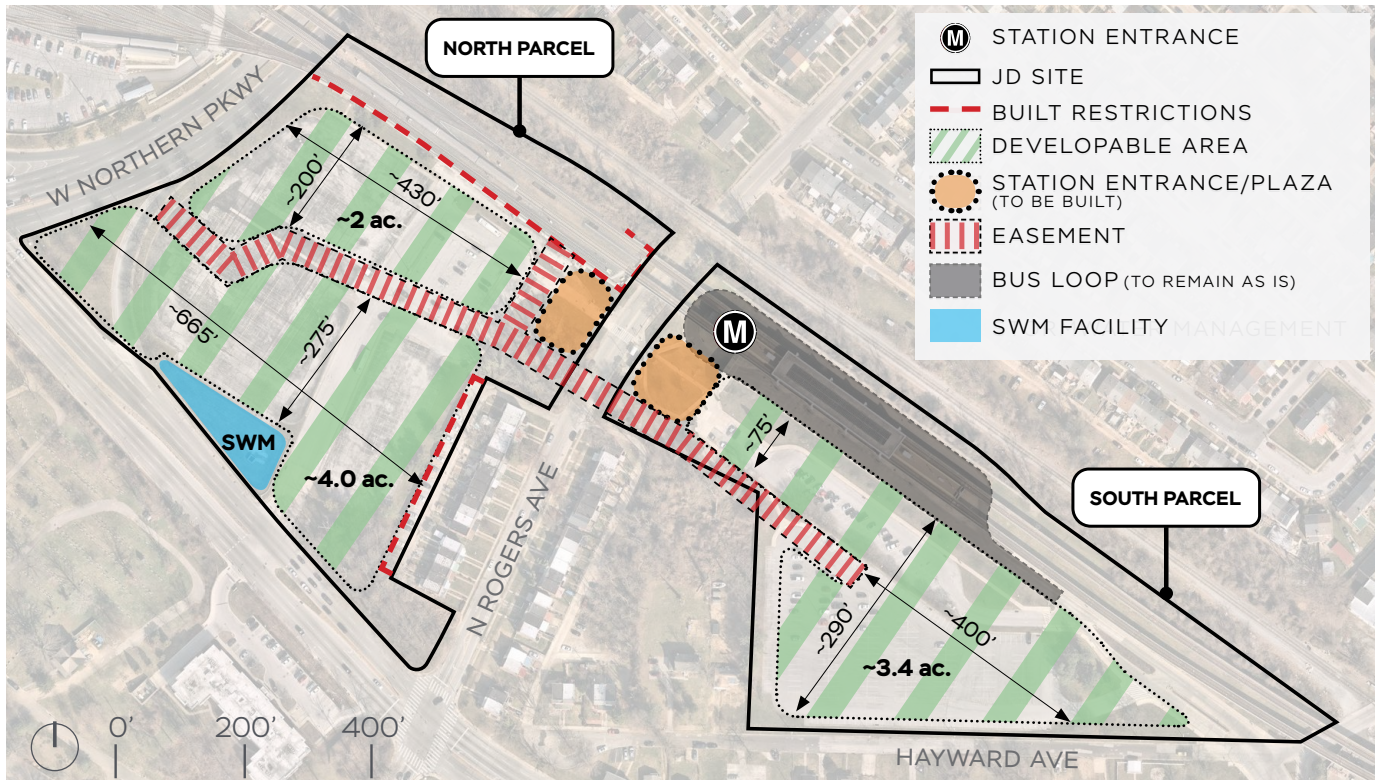 NORTH PARCEL
W NORTHERN PKWY
~200’
~430’
~2 ac.
~665’
~275’
SWM
~4.0 ac.
N ROGERS AVE
M
~75’
SOUTH PARCEL
~290’
~400’
~3.4 ac.
HAYWARD AVE
0’ 200’ 400’
M STATION ENTRANCE
JD SITE
BUILT RESTRICTIONS
DEVELOPABLE AREA
STATION ENTRANCE/PLAZA
(TO BE BUILT)
EASEMENT
BUS LOOP (TO REMAIN AS IS)
SWM FACILITY MANAGEMENT